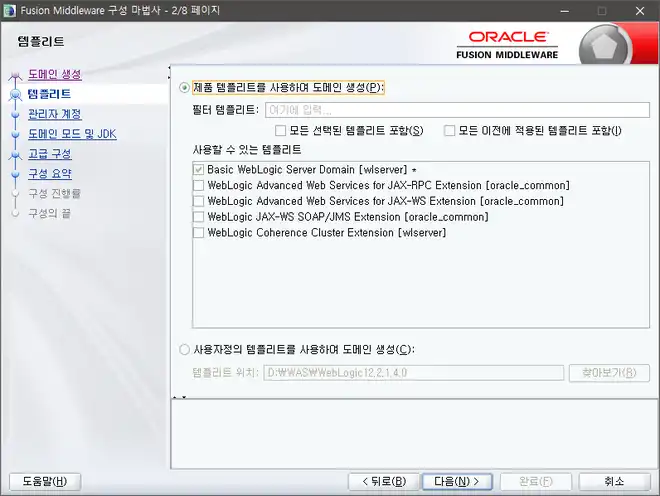 Fusion Middleware 구성 마법사 - 2/8 페이지
템플리트
ORACLE
FUSION MIDDLEWARE
도메인 생성
템플리트
관리자 계정
도메인 모드 및 JDK
고급 구성
구성 요약
구성 진행률
구성의 끝
제품 템플리트를 사용하여 도메인 생성(P):
필터 템플리트: 여기에 입력...
모든 선택된 템플리트 포함(S) 모든 이전에 적용된 템플리트 포함(I)
사용할 수 있는 템플리트
Basic WebLogic Server Domain [wlserver] *
WebLogic Advanced Web Services for JAX-RPC Extension [oracle_common]
WebLogic Advanced Web Services for JAX-WS Extension [oracle_common]
WebLogic JAX-WS SOAP/JMS Extension [oracle_common]
WebLogic Coherence Cluster Extension [wlserver]
사용자정의 템플리트를 사용하여 도메인 생성(C):
템플리트 위치: D:₩WAS₩WebLogic12,2,1,4,0 찾아보기(R)
도움말(H) < 뒤로(B) 다음(N) > 완료(F) 취소